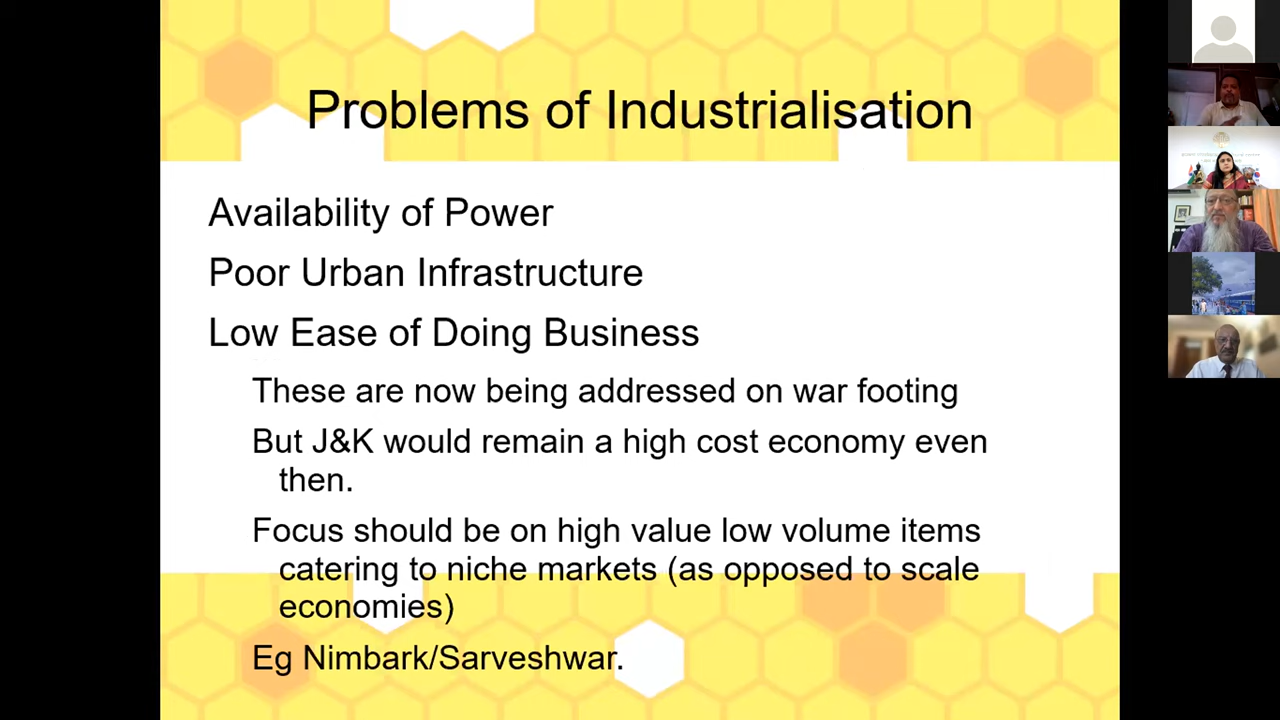 Problems of Industrialisation
Availability of Power
Poor Urban Infrastructure
Low Ease of Doing Business
These are now being addressed on war footing
But J&K would remain a high cost economy even
then.
Focus should be on high value low volume items
catering to niche markets (as opposed to scale
economies)
Eg Nimbark/Sarveshwar.